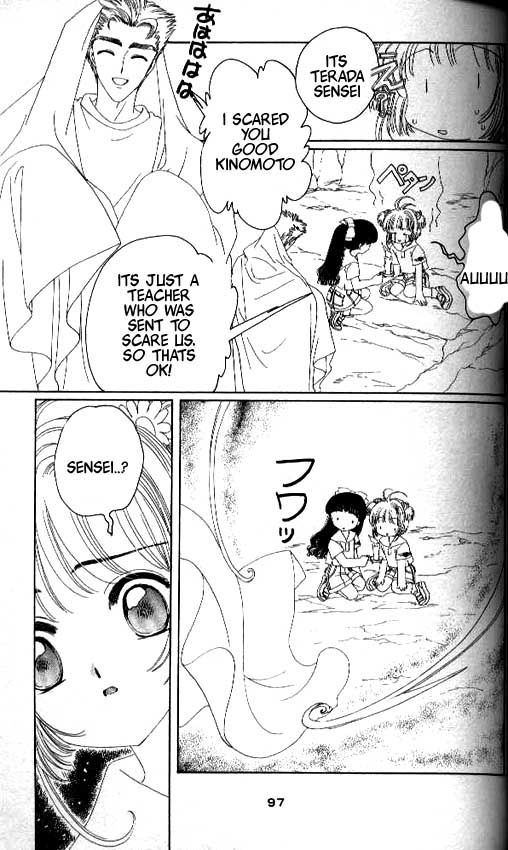 ITS
TERADA
SENSEI
あはははは
I SCARED
YOU
GOOD
KINOMOTO
ペタン
AUUUU
ITS JUST A
TEACHER
WHO WAS
SENT TO
SCARE US.
SO THATS
OK!
フワッ
SENSEI..?
97